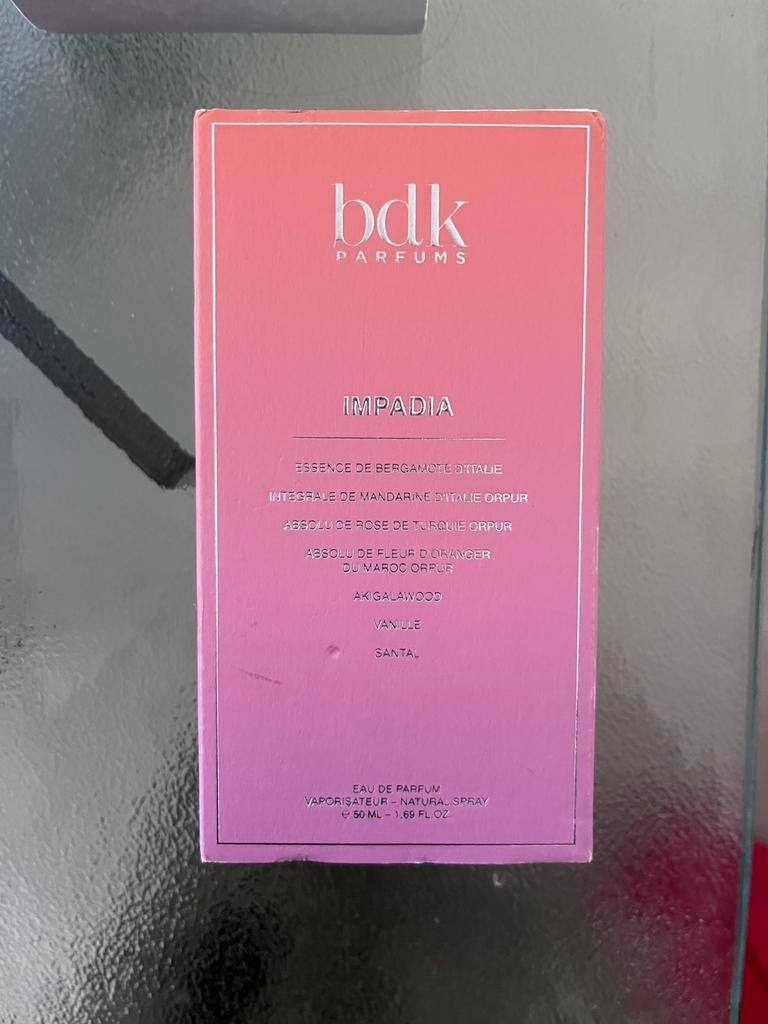 bdk
PARFUMS
IMPADIA
ESSENCE DE BERGAMOTE D'ITALIE
INTÉGRALE DE MANDARINE D'ITALIE ORPUR
ABSOLU DE ROSE DE TURQUIE ORPUR
ABSOLU DE FLEUR D'ORANGER
DU MAROC ORPUR
AKIGALAWOOD
VANILLE
SANTAL
EAU DE PARFUM
VAPORISATEUR – NATURAL SPRAY
℮ 50 ML – 1,69 FL.OZ.